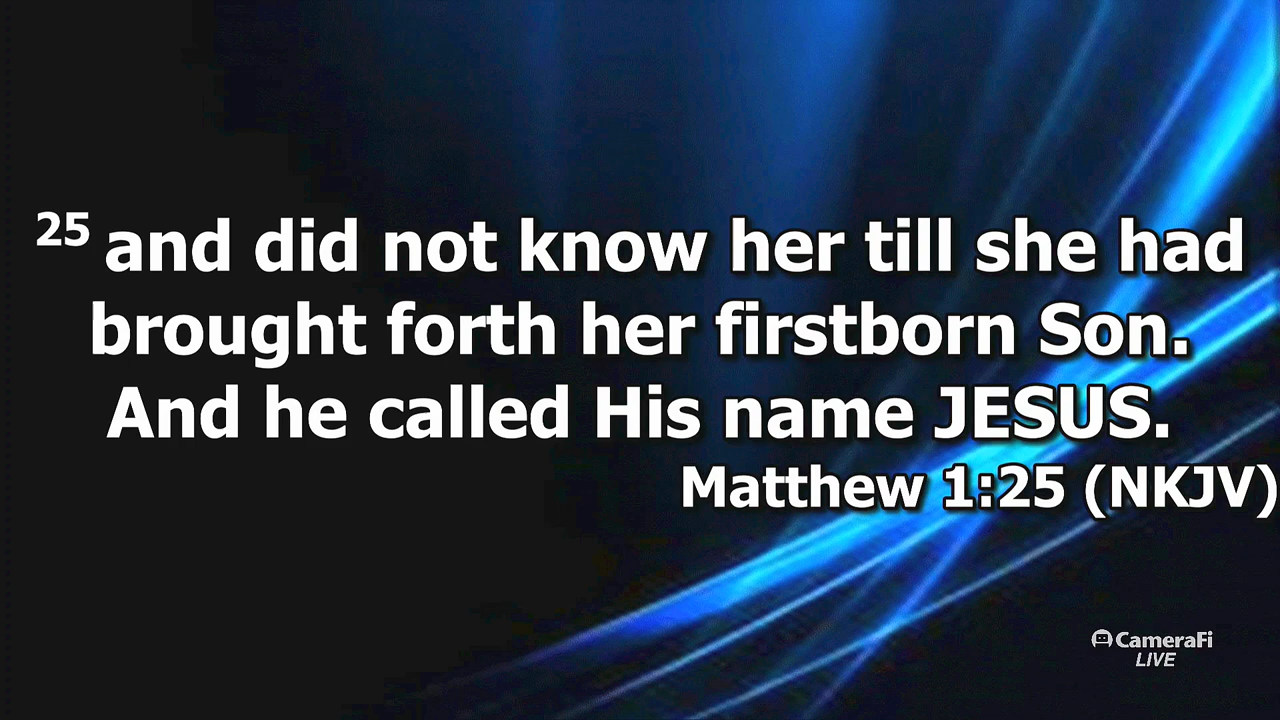 25 and did not know her till she had
brought forth her firstborn Son.
And he called His name JESUS.
Matthew 1:25 (NKJV)
CameraFi
LIVE